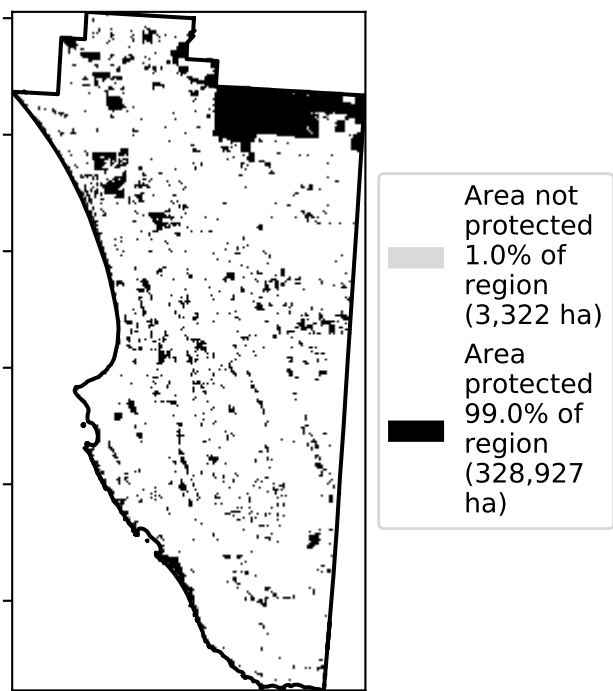 Area not
protected
1.0% of
region
(3,322 ha)
Area
protected
99.0% of
region
(328,927
ha)